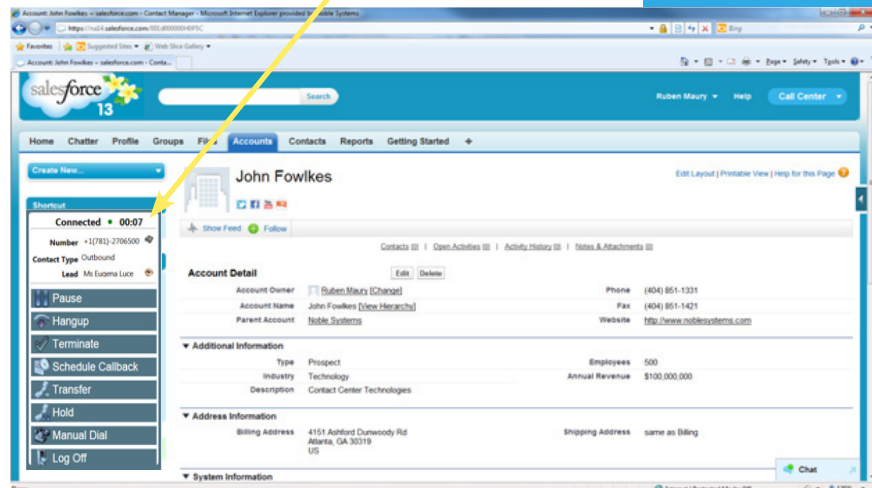 Account: John Fowlkes ~ salesforce.com - Contact Manager - Microsoft Internet Explorer provided by Noble Systems
Favorites Suggested Sites Web Slice Gallery
Bing
Account: John Fowlkes ~ salesforce.com - Conta...
Page Safety Tools
salesforce
13
Search
Ruben Maury Help Call Center
Home Chatter Profile Groups Files Accounts Contacts Reports Getting Started +
Create New...
John Fowlkes
Edit Layout | Printable View | Help for this Page
Shortcut
Connected • 00:07
Number +1(781)-2706500
Contact Type Outbound
Lead Ms Eugema Luce
Pause
Hangup
Terminate
Schedule Callback
Transfer
Hold
Manual Dial
Log Off
Show Feed Follow
Contacts | Open Activities | Activity History | Notes & Attachments
Account Detail Edit Delete
Account Owner Ruben Maury [Change] Phone (404) 851-1331
Account Name John Fowlkes [View Hierarchy] Fax (404) 851-1421
Parent Account Noble Systems Website http://www.noblesystems.com
Additional Information
Type Prospect Employees 500
Industry Technology Annual Revenue $100,000,000
Description Contact Center Technologies
Address Information
Billing Address 4151 Ashford Dunwoody Rd Shipping Address same as Billing
Atlanta, GA 30319
US
System Information
Chat